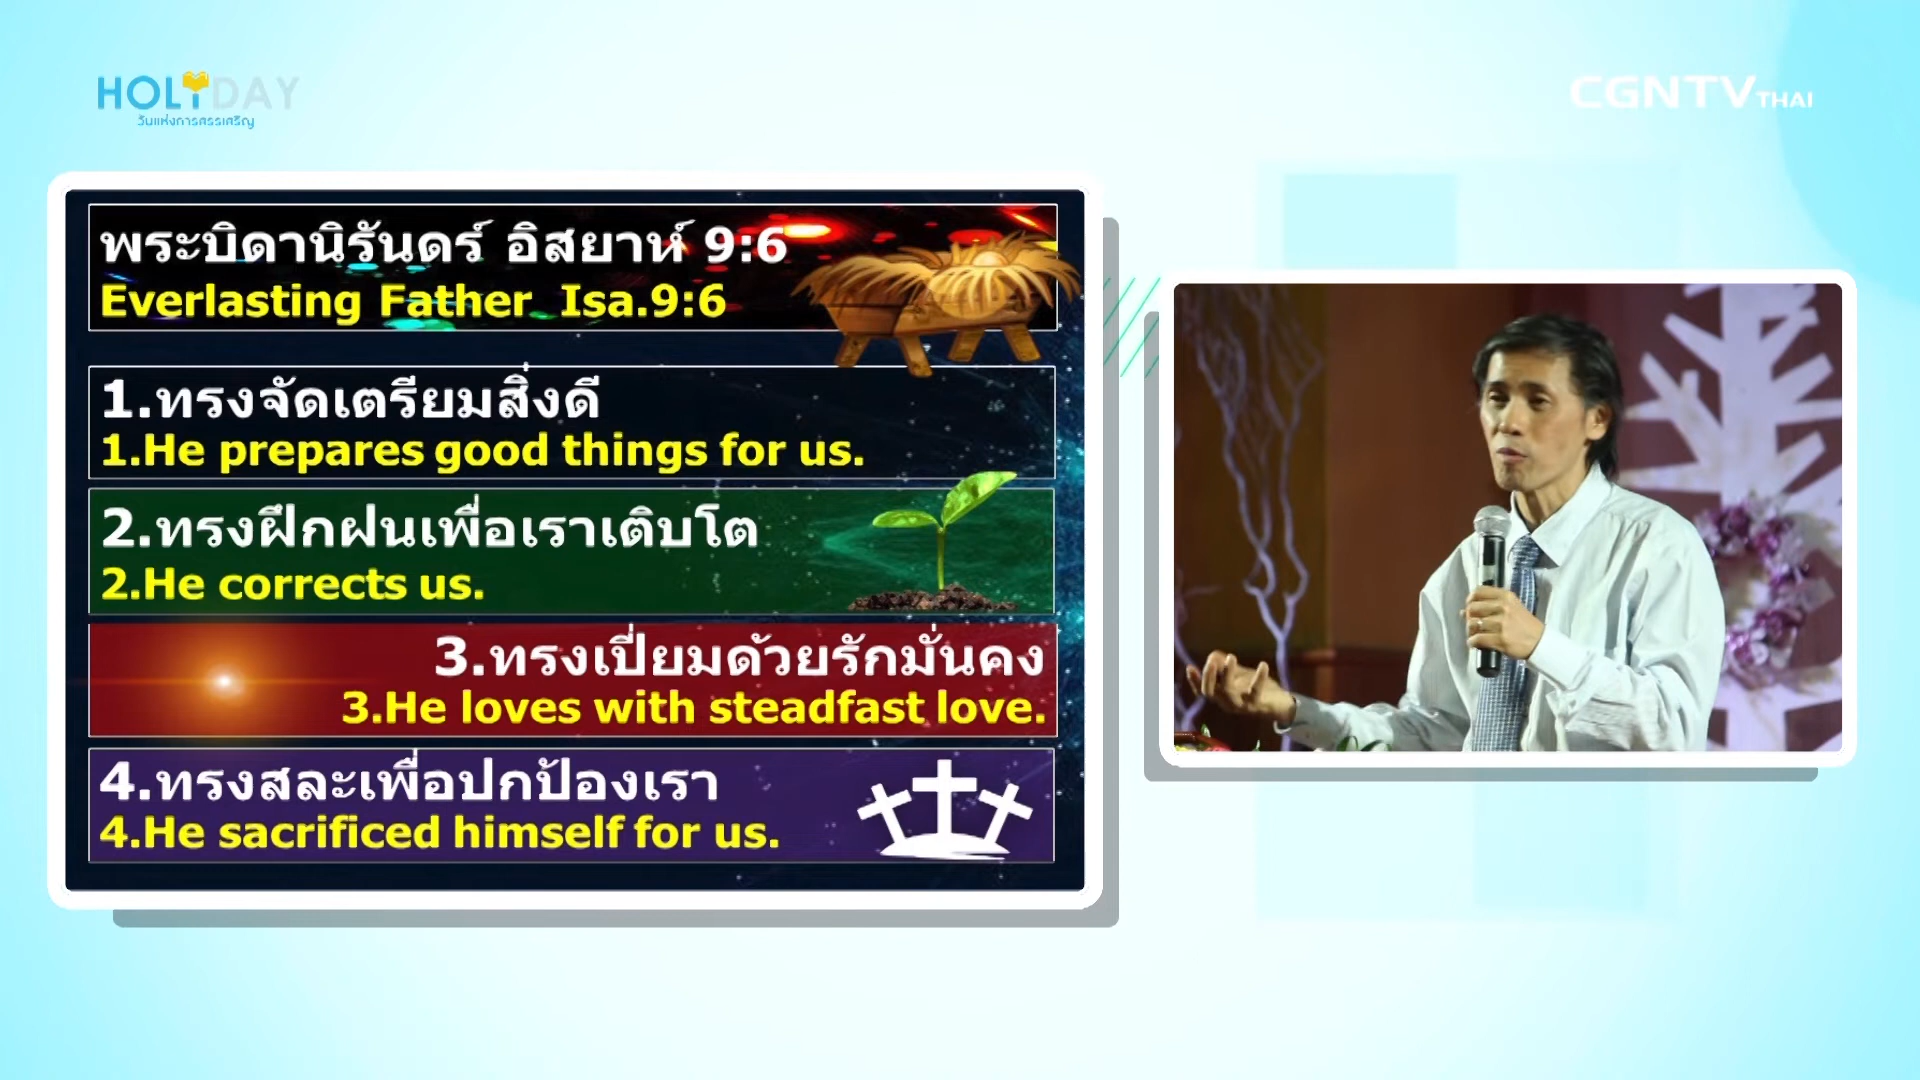 HOLYDAY
วันแห่งการสรรเสริญ
CGNTV THAI
พระบิดานิรันดร์ อิสยาห์ 9:6
Everlasting Father Isa.9:6
1.ทรงจัดเตรียมสิ่งดี
1.He prepares good things for us.
2.ทรงฝึกฝนเพื่อเราเติบโต
2.He corrects us.
3.ทรงเปี่ยมด้วยรักมั่นคง
3.He loves with steadfast love.
4.ทรงสละเพื่อปกป้องเรา
4.He sacrificed himself for us.